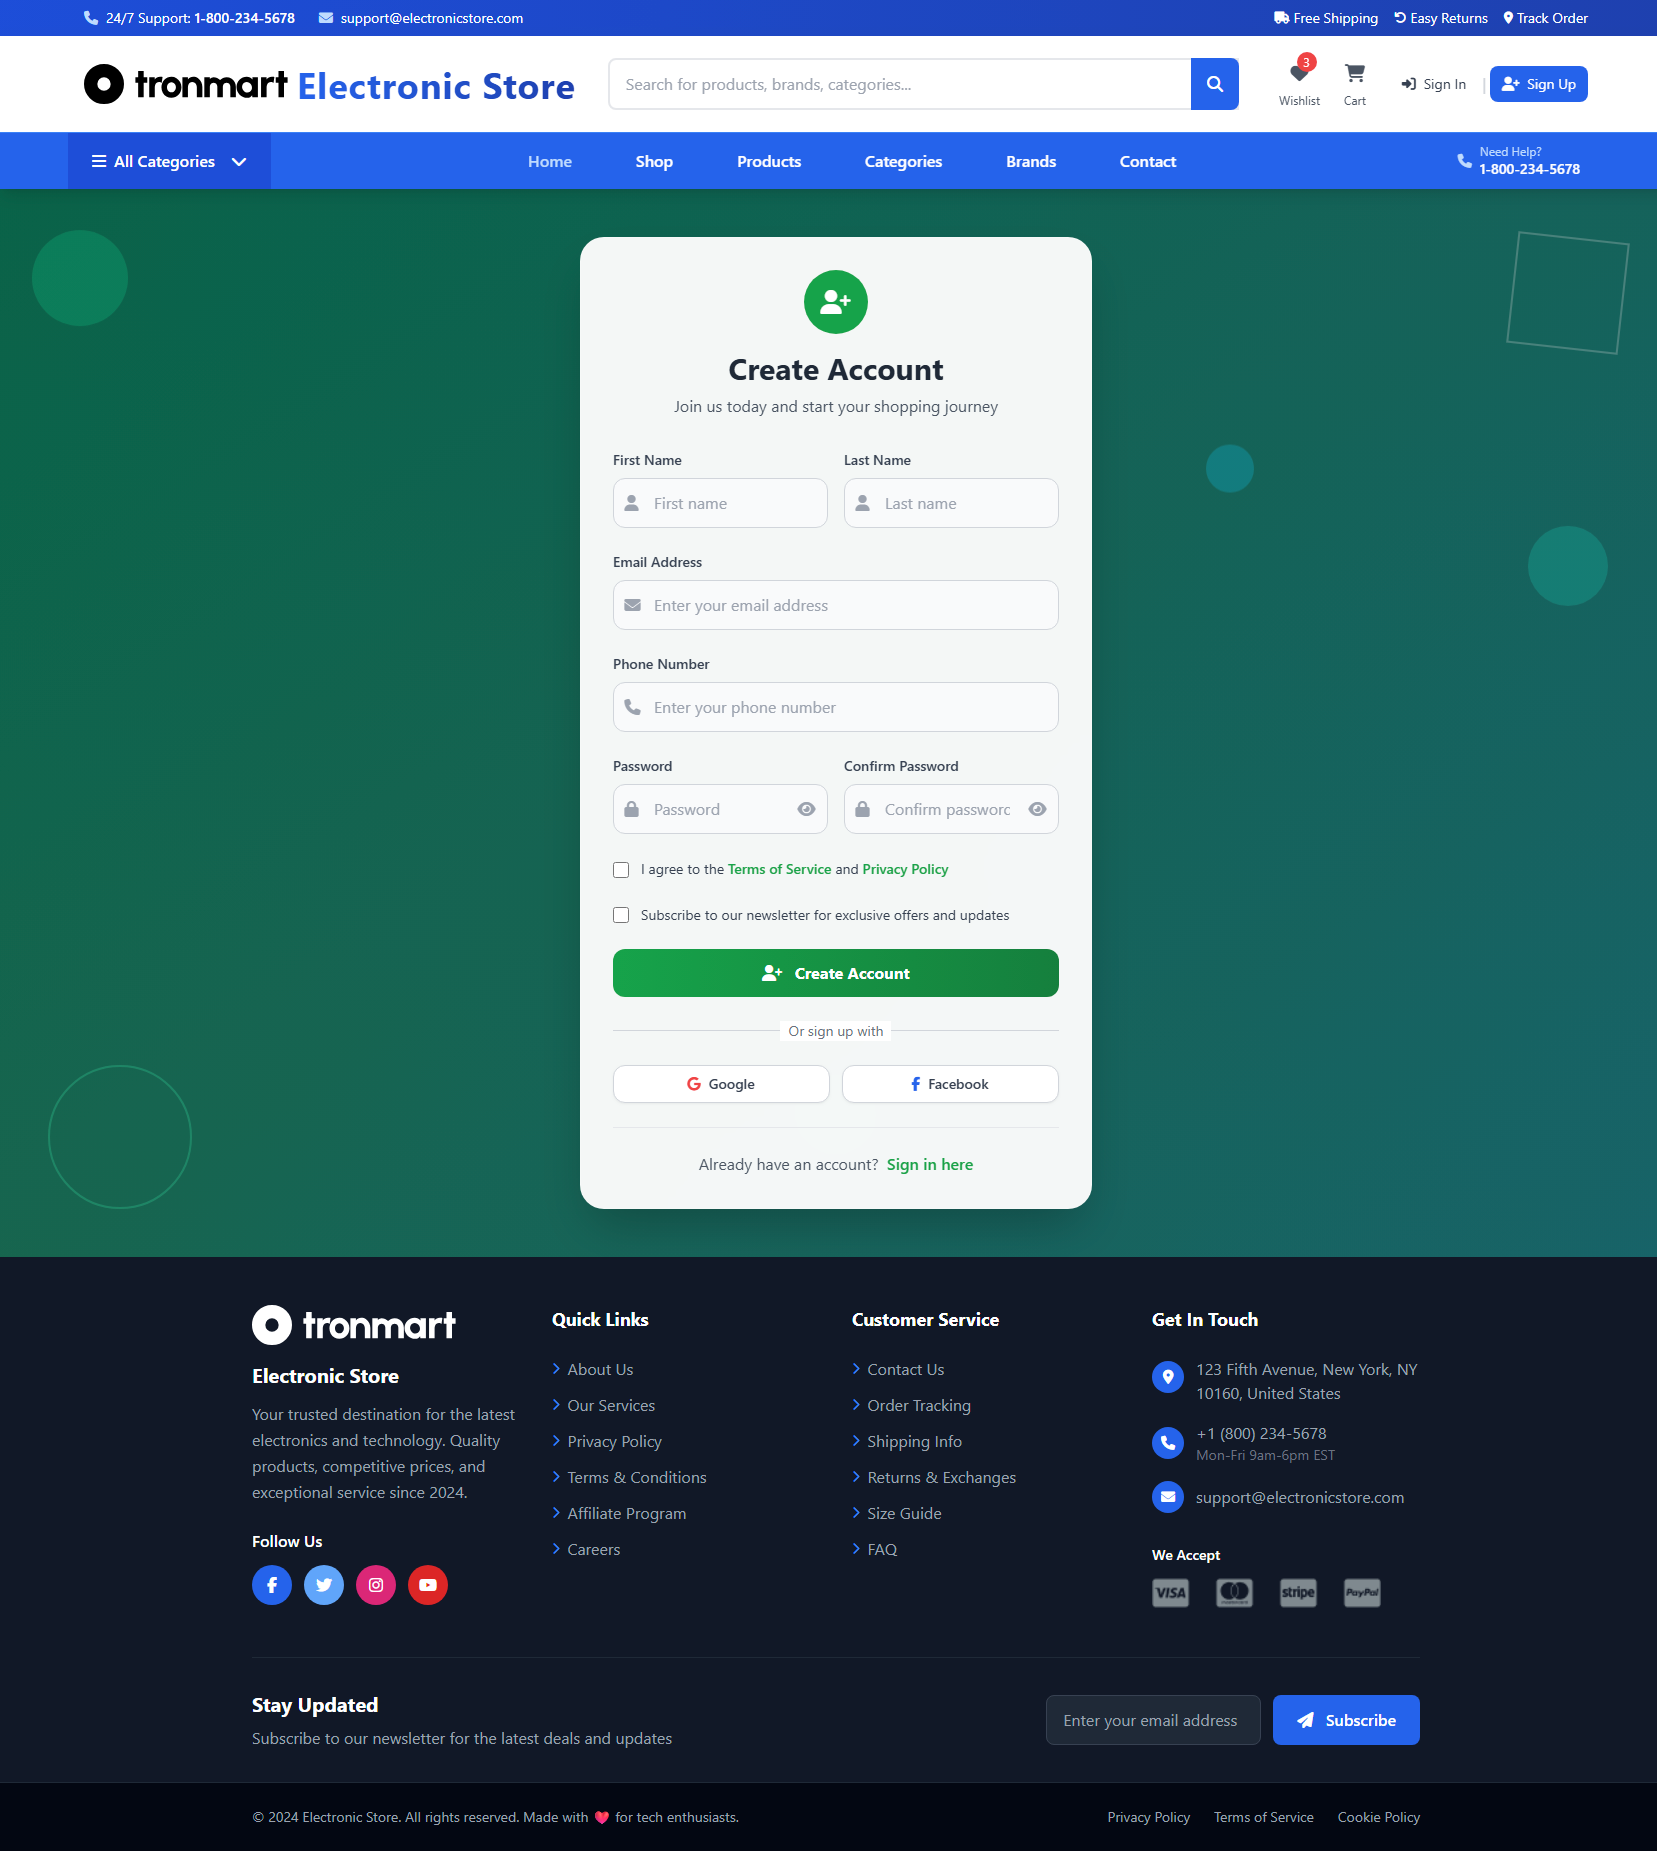 24/7 Support: 1-800-234-5678 support@electronicstore.com Free Shipping Easy Returns Track Order
tronmart Electronic Store Search for products, brands, categories... 3 Wishlist Cart Sign In | Sign Up
All Categories Home Shop Products Categories Brands Contact Need Help?
1-800-234-5678
Create Account
Join us today and start your shopping journey
First Name Last Name
First name Last name
Email Address
Enter your email address
Phone Number
Enter your phone number
Password Confirm Password
Password Confirm password
I agree to the Terms of Service and Privacy Policy
Subscribe to our newsletter for exclusive offers and updates
Create Account
Or sign up with
Google Facebook
Already have an account? Sign in here
tronmart
Electronic Store
Your trusted destination for the latest
electronics and technology. Quality
products, competitive prices, and
exceptional service since 2024.
Follow Us
Quick Links
About Us
Our Services
Privacy Policy
Terms & Conditions
Affiliate Program
Careers
Customer Service
Contact Us
Order Tracking
Shipping Info
Returns & Exchanges
Size Guide
FAQ
Get In Touch
123 Fifth Avenue, New York, NY
10160, United States
+1 (800) 234-5678
Mon-Fri 9am-6pm EST
support@electronicstore.com
We Accept
VISA stripe PayPal
Stay Updated
Subscribe to our newsletter for the latest deals and updates
Enter your email address Subscribe
© 2024 Electronic Store. All rights reserved. Made with ❤️ for tech enthusiasts. Privacy Policy Terms of Service Cookie Policy